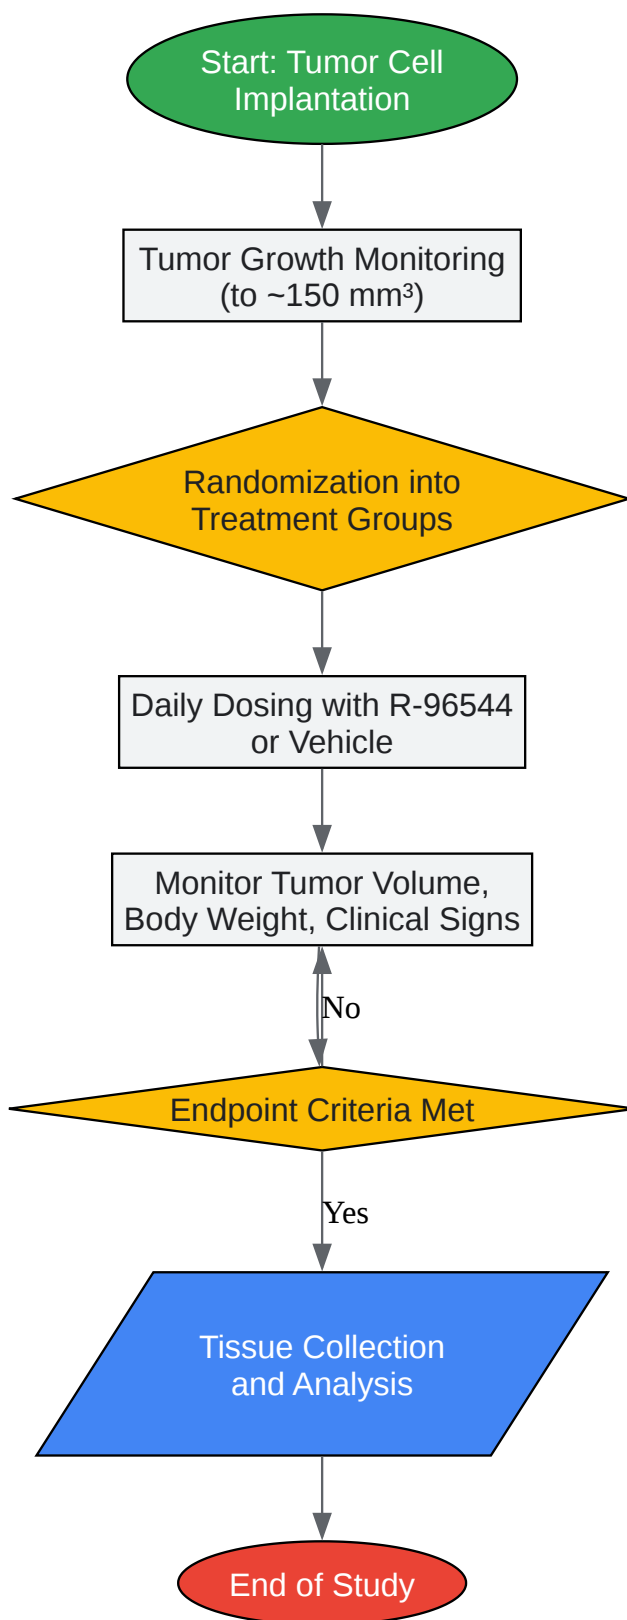 Start: Tumor Cell
Implantation
Tumor Growth Monitoring
(to ~150 mm³)
Randomization into
Treatment Groups
Daily Dosing with R-96544
or Vehicle
Monitor Tumor Volume,
Body Weight, Clinical Signs
No
Endpoint Criteria Met
Yes
Tissue Collection
and Analysis
End of Study